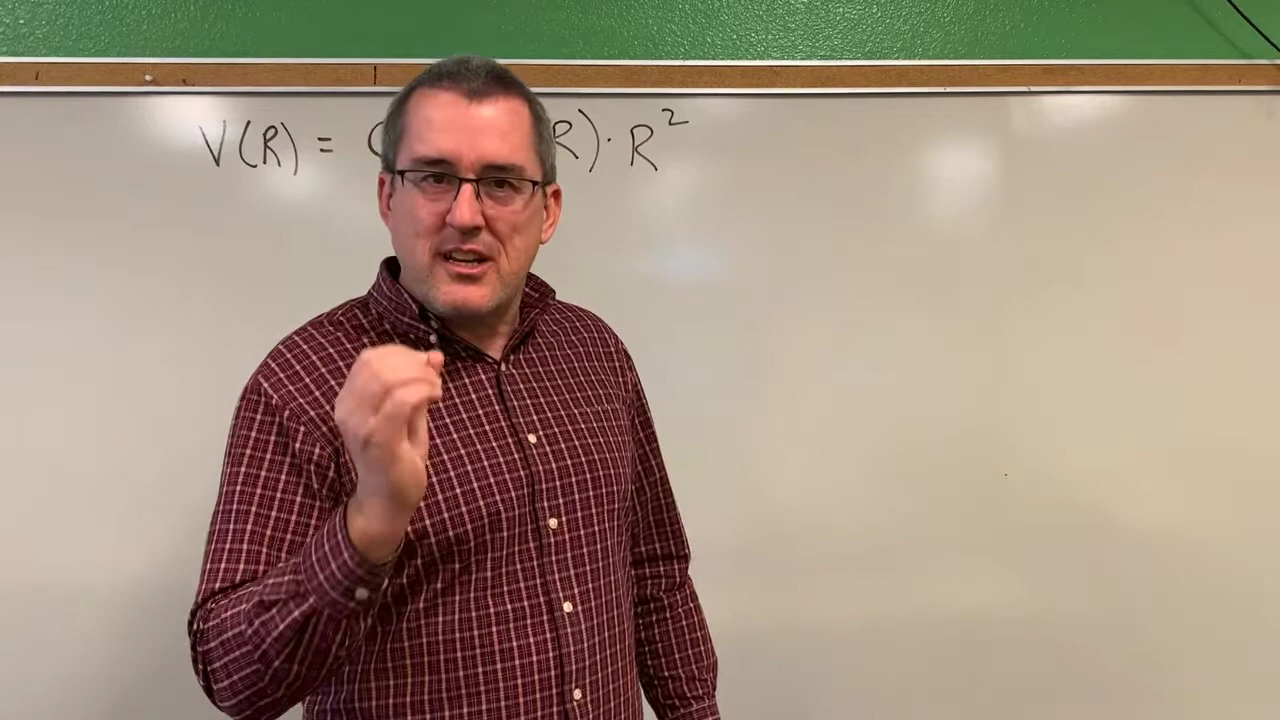 V(R) = R)·R²